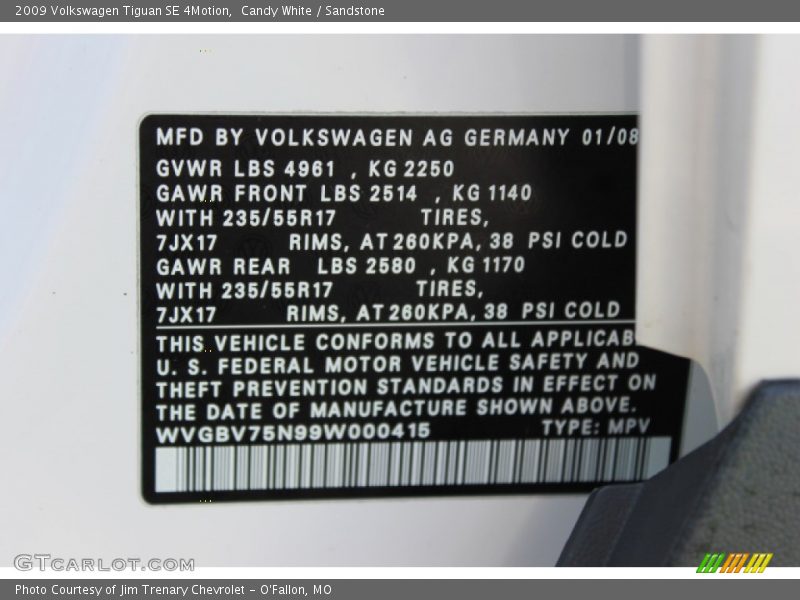 2009 Volkswagen Tiguan SE 4Motion,  Candy White / Sandstone
MFD BY VOLKSWAGEN AG GERMANY 01/08
GVWR LBS 4961 , KG 2250
GAWR FRONT LBS 2514 , KG 1140
WITH 235/55R17 TIRES,
7JX17 RIMS, AT 260KPA, 38 PSI COLD
GAWR REAR LBS 2580 , KG 1170
WITH 235/55R17 TIRES,
7JX17 RIMS, AT 260KPA, 38 PSI COLD
THIS VEHICLE CONFORMS TO ALL APPLICAB
U. S. FEDERAL MOTOR VEHICLE SAFETY AND
THEFT PREVENTION STANDARDS IN EFFECT ON
THE DATE OF MANUFACTURE SHOWN ABOVE.
WVGBV75N99W000415 TYPE: MPV
GTcarlot.com
Photo Courtesy of Jim Trenary Chevrolet - O'Fallon, MO